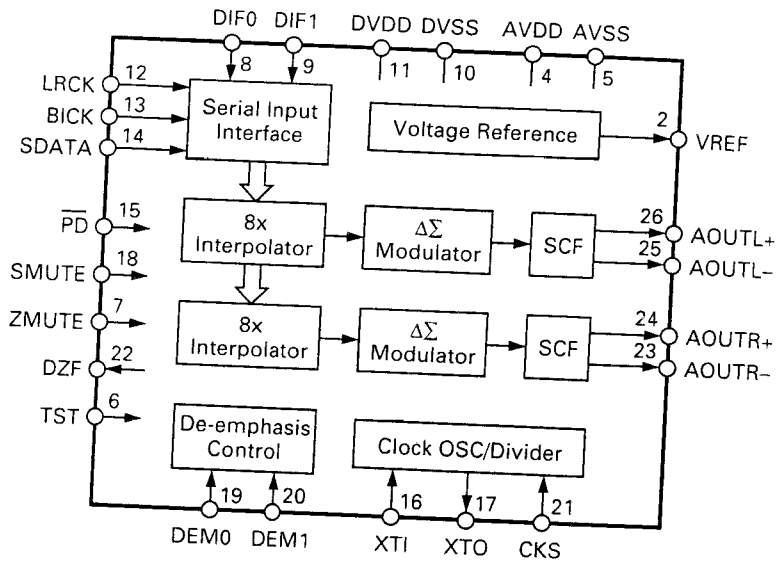 DIF0 DIF1 DVDD DVSS AVDD AVSS
8 9 11 10 4 5
LRCK 12
BICK 13
SDATA 14
Serial Input
Interface
Voltage Reference
2 VREF
PD 15
SMUTE 18
ZMUTE 7
DZF 22
TST 6
8x
Interpolator
ΔΣ
Modulator
SCF
26 AOUTL+
25 AOUTL−
8x
Interpolator
ΔΣ
Modulator
SCF
24 AOUTR+
23 AOUTR−
De-emphasis
Control
Clock OSC/Divider
19 20 16 17 21
DEM0 DEM1 XTI XTO CKS